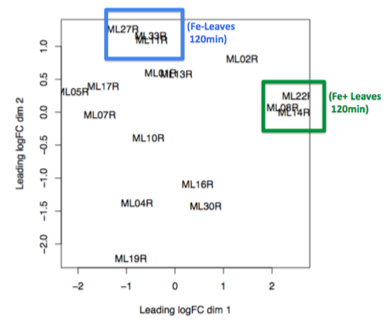 ML27R
(Fe-Leaves
120min)
ML33R
ML11R
ML02R
ML13R
ML17R
ML05R
ML22R
(Fe+ Leaves
120min)
ML08R
ML14R
ML07R
ML10R
ML16R
ML04R
ML30R
ML19R
1.0
0.5
0.0
−0.5
−1.0
−1.5
−2.0
Leading logFC dim 2
−2 −1 0 1 2
Leading logFC dim 1